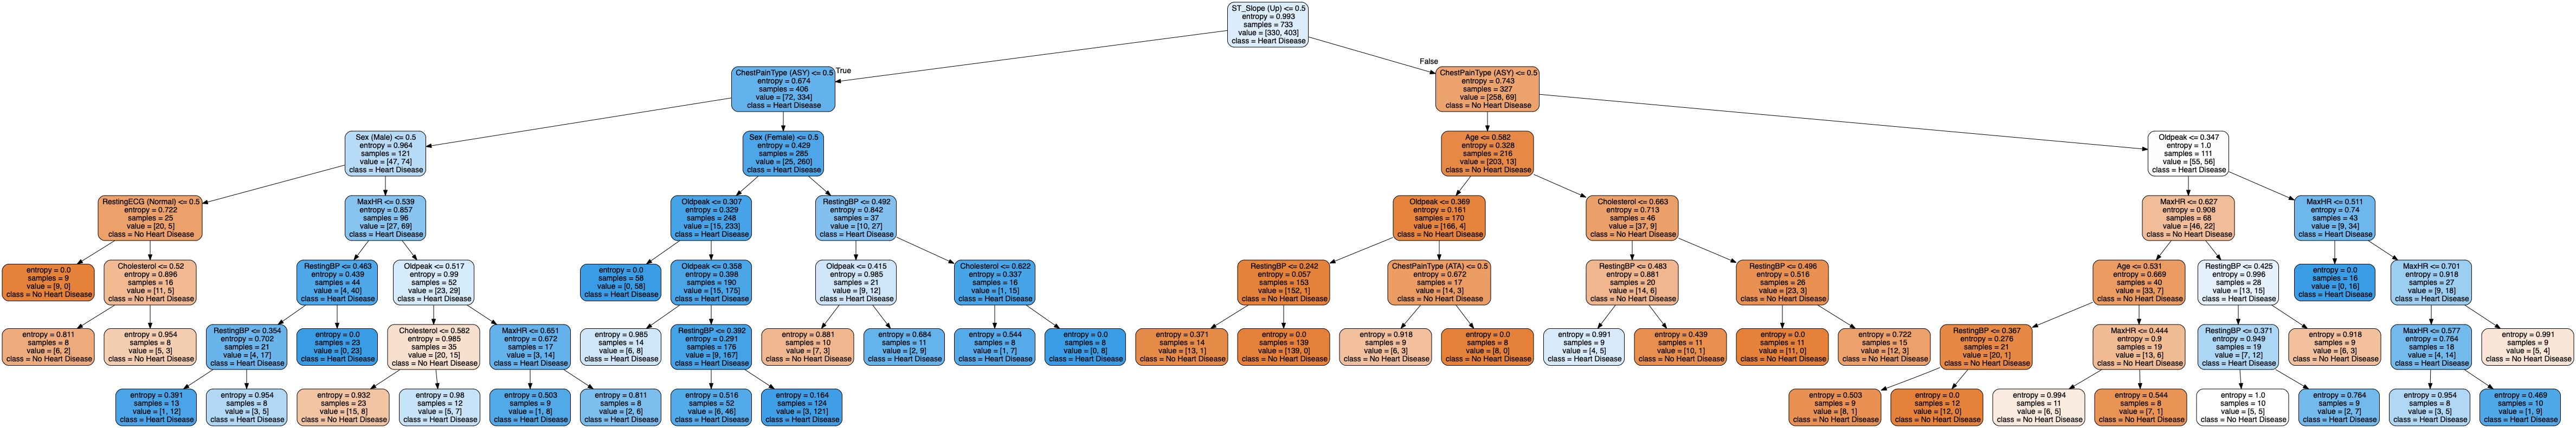 ST_Slope (Up) <= 0.5
entropy = 0.993
samples = 733
value = [330, 403]
class = Heart Disease
True
False
ChestPainType (ASY) <= 0.5
entropy = 0.674
samples = 406
value = [72, 334]
class = Heart Disease
ChestPainType (ASY) <= 0.5
entropy = 0.743
samples = 327
value = [258, 69]
class = No Heart Disease
Sex (Male) <= 0.5
entropy = 0.964
samples = 121
value = [47, 74]
class = Heart Disease
Sex (Female) <= 0.5
entropy = 0.429
samples = 285
value = [25, 260]
class = Heart Disease
Age <= 0.582
entropy = 0.328
samples = 216
value = [203, 13]
class = No Heart Disease
Oldpeak <= 0.347
entropy = 1.0
samples = 111
value = [55, 56]
class = Heart Disease
RestingECG (Normal) <= 0.5
entropy = 0.722
samples = 25
value = [20, 5]
class = No Heart Disease
MaxHR <= 0.539
entropy = 0.857
samples = 96
value = [27, 69]
class = Heart Disease
Oldpeak <= 0.307
entropy = 0.329
samples = 248
value = [15, 233]
class = Heart Disease
RestingBP <= 0.492
entropy = 0.842
samples = 37
value = [10, 27]
class = Heart Disease
Oldpeak <= 0.369
entropy = 0.161
samples = 170
value = [166, 4]
class = No Heart Disease
Cholesterol <= 0.663
entropy = 0.713
samples = 46
value = [37, 9]
class = No Heart Disease
MaxHR <= 0.627
entropy = 0.908
samples = 68
value = [46, 22]
class = No Heart Disease
MaxHR <= 0.511
entropy = 0.74
samples = 43
value = [9, 34]
class = Heart Disease
entropy = 0.0
samples = 9
value = [9, 0]
class = No Heart Disease
Cholesterol <= 0.52
entropy = 0.896
samples = 16
value = [11, 5]
class = No Heart Disease
RestingBP <= 0.463
entropy = 0.439
samples = 44
value = [4, 40]
class = Heart Disease
Oldpeak <= 0.517
entropy = 0.99
samples = 52
value = [23, 29]
class = Heart Disease
entropy = 0.0
samples = 58
value = [0, 58]
class = Heart Disease
Oldpeak <= 0.358
entropy = 0.398
samples = 190
value = [15, 175]
class = Heart Disease
Oldpeak <= 0.415
entropy = 0.985
samples = 21
value = [9, 12]
class = Heart Disease
Cholesterol <= 0.622
entropy = 0.337
samples = 16
value = [1, 15]
class = Heart Disease
RestingBP <= 0.242
entropy = 0.057
samples = 153
value = [152, 1]
class = No Heart Disease
ChestPainType (ATA) <= 0.5
entropy = 0.672
samples = 17
value = [14, 3]
class = No Heart Disease
RestingBP <= 0.483
entropy = 0.881
samples = 20
value = [14, 6]
class = No Heart Disease
RestingBP <= 0.496
entropy = 0.516
samples = 26
value = [23, 3]
class = No Heart Disease
Age <= 0.531
entropy = 0.669
samples = 40
value = [33, 7]
class = No Heart Disease
RestingBP <= 0.425
entropy = 0.996
samples = 28
value = [13, 15]
class = Heart Disease
entropy = 0.0
samples = 16
value = [0, 16]
class = Heart Disease
MaxHR <= 0.701
entropy = 0.918
samples = 27
value = [9, 18]
class = Heart Disease
entropy = 0.811
samples = 8
value = [6, 2]
class = No Heart Disease
entropy = 0.954
samples = 8
value = [5, 3]
class = No Heart Disease
RestingBP <= 0.354
entropy = 0.702
samples = 21
value = [4, 17]
class = Heart Disease
entropy = 0.0
samples = 23
value = [0, 23]
class = Heart Disease
Cholesterol <= 0.582
entropy = 0.985
samples = 35
value = [20, 15]
class = No Heart Disease
MaxHR <= 0.651
entropy = 0.672
samples = 17
value = [3, 14]
class = Heart Disease
entropy = 0.985
samples = 14
value = [6, 8]
class = Heart Disease
RestingBP <= 0.392
entropy = 0.291
samples = 176
value = [9, 167]
class = Heart Disease
entropy = 0.881
samples = 10
value = [7, 3]
class = No Heart Disease
entropy = 0.684
samples = 11
value = [2, 9]
class = Heart Disease
entropy = 0.544
samples = 8
value = [1, 7]
class = Heart Disease
entropy = 0.0
samples = 8
value = [0, 8]
class = Heart Disease
entropy = 0.371
samples = 14
value = [13, 1]
class = No Heart Disease
entropy = 0.0
samples = 139
value = [139, 0]
class = No Heart Disease
entropy = 0.918
samples = 9
value = [6, 3]
class = No Heart Disease
entropy = 0.0
samples = 8
value = [8, 0]
class = No Heart Disease
entropy = 0.991
samples = 9
value = [4, 5]
class = Heart Disease
entropy = 0.439
samples = 11
value = [10, 1]
class = No Heart Disease
entropy = 0.0
samples = 11
value = [11, 0]
class = No Heart Disease
entropy = 0.722
samples = 15
value = [12, 3]
class = No Heart Disease
RestingBP <= 0.367
entropy = 0.276
samples = 21
value = [20, 1]
class = No Heart Disease
MaxHR <= 0.444
entropy = 0.9
samples = 19
value = [13, 6]
class = No Heart Disease
RestingBP <= 0.371
entropy = 0.949
samples = 19
value = [7, 12]
class = Heart Disease
entropy = 0.918
samples = 9
value = [6, 3]
class = No Heart Disease
MaxHR <= 0.577
entropy = 0.764
samples = 18
value = [4, 14]
class = Heart Disease
entropy = 0.991
samples = 9
value = [5, 4]
class = No Heart Disease
entropy = 0.391
samples = 13
value = [1, 12]
class = Heart Disease
entropy = 0.954
samples = 8
value = [3, 5]
class = Heart Disease
entropy = 0.932
samples = 23
value = [15, 8]
class = No Heart Disease
entropy = 0.98
samples = 12
value = [5, 7]
class = Heart Disease
entropy = 0.503
samples = 9
value = [1, 8]
class = Heart Disease
entropy = 0.811
samples = 8
value = [2, 6]
class = Heart Disease
entropy = 0.516
samples = 52
value = [6, 46]
class = Heart Disease
entropy = 0.164
samples = 124
value = [3, 121]
class = Heart Disease
entropy = 0.503
samples = 9
value = [8, 1]
class = No Heart Disease
entropy = 0.0
samples = 12
value = [12, 0]
class = No Heart Disease
entropy = 0.994
samples = 11
value = [6, 5]
class = No Heart Disease
entropy = 0.544
samples = 8
value = [7, 1]
class = No Heart Disease
entropy = 1.0
samples = 10
value = [5, 5]
class = No Heart Disease
entropy = 0.764
samples = 9
value = [2, 7]
class = Heart Disease
entropy = 0.954
samples = 8
value = [3, 5]
class = Heart Disease
entropy = 0.469
samples = 10
value = [1, 9]
class = Heart Disease